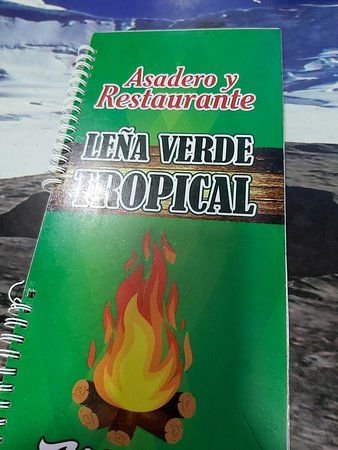 Asadero y
Restaurante
LEÑA VERDE
TROPICAL